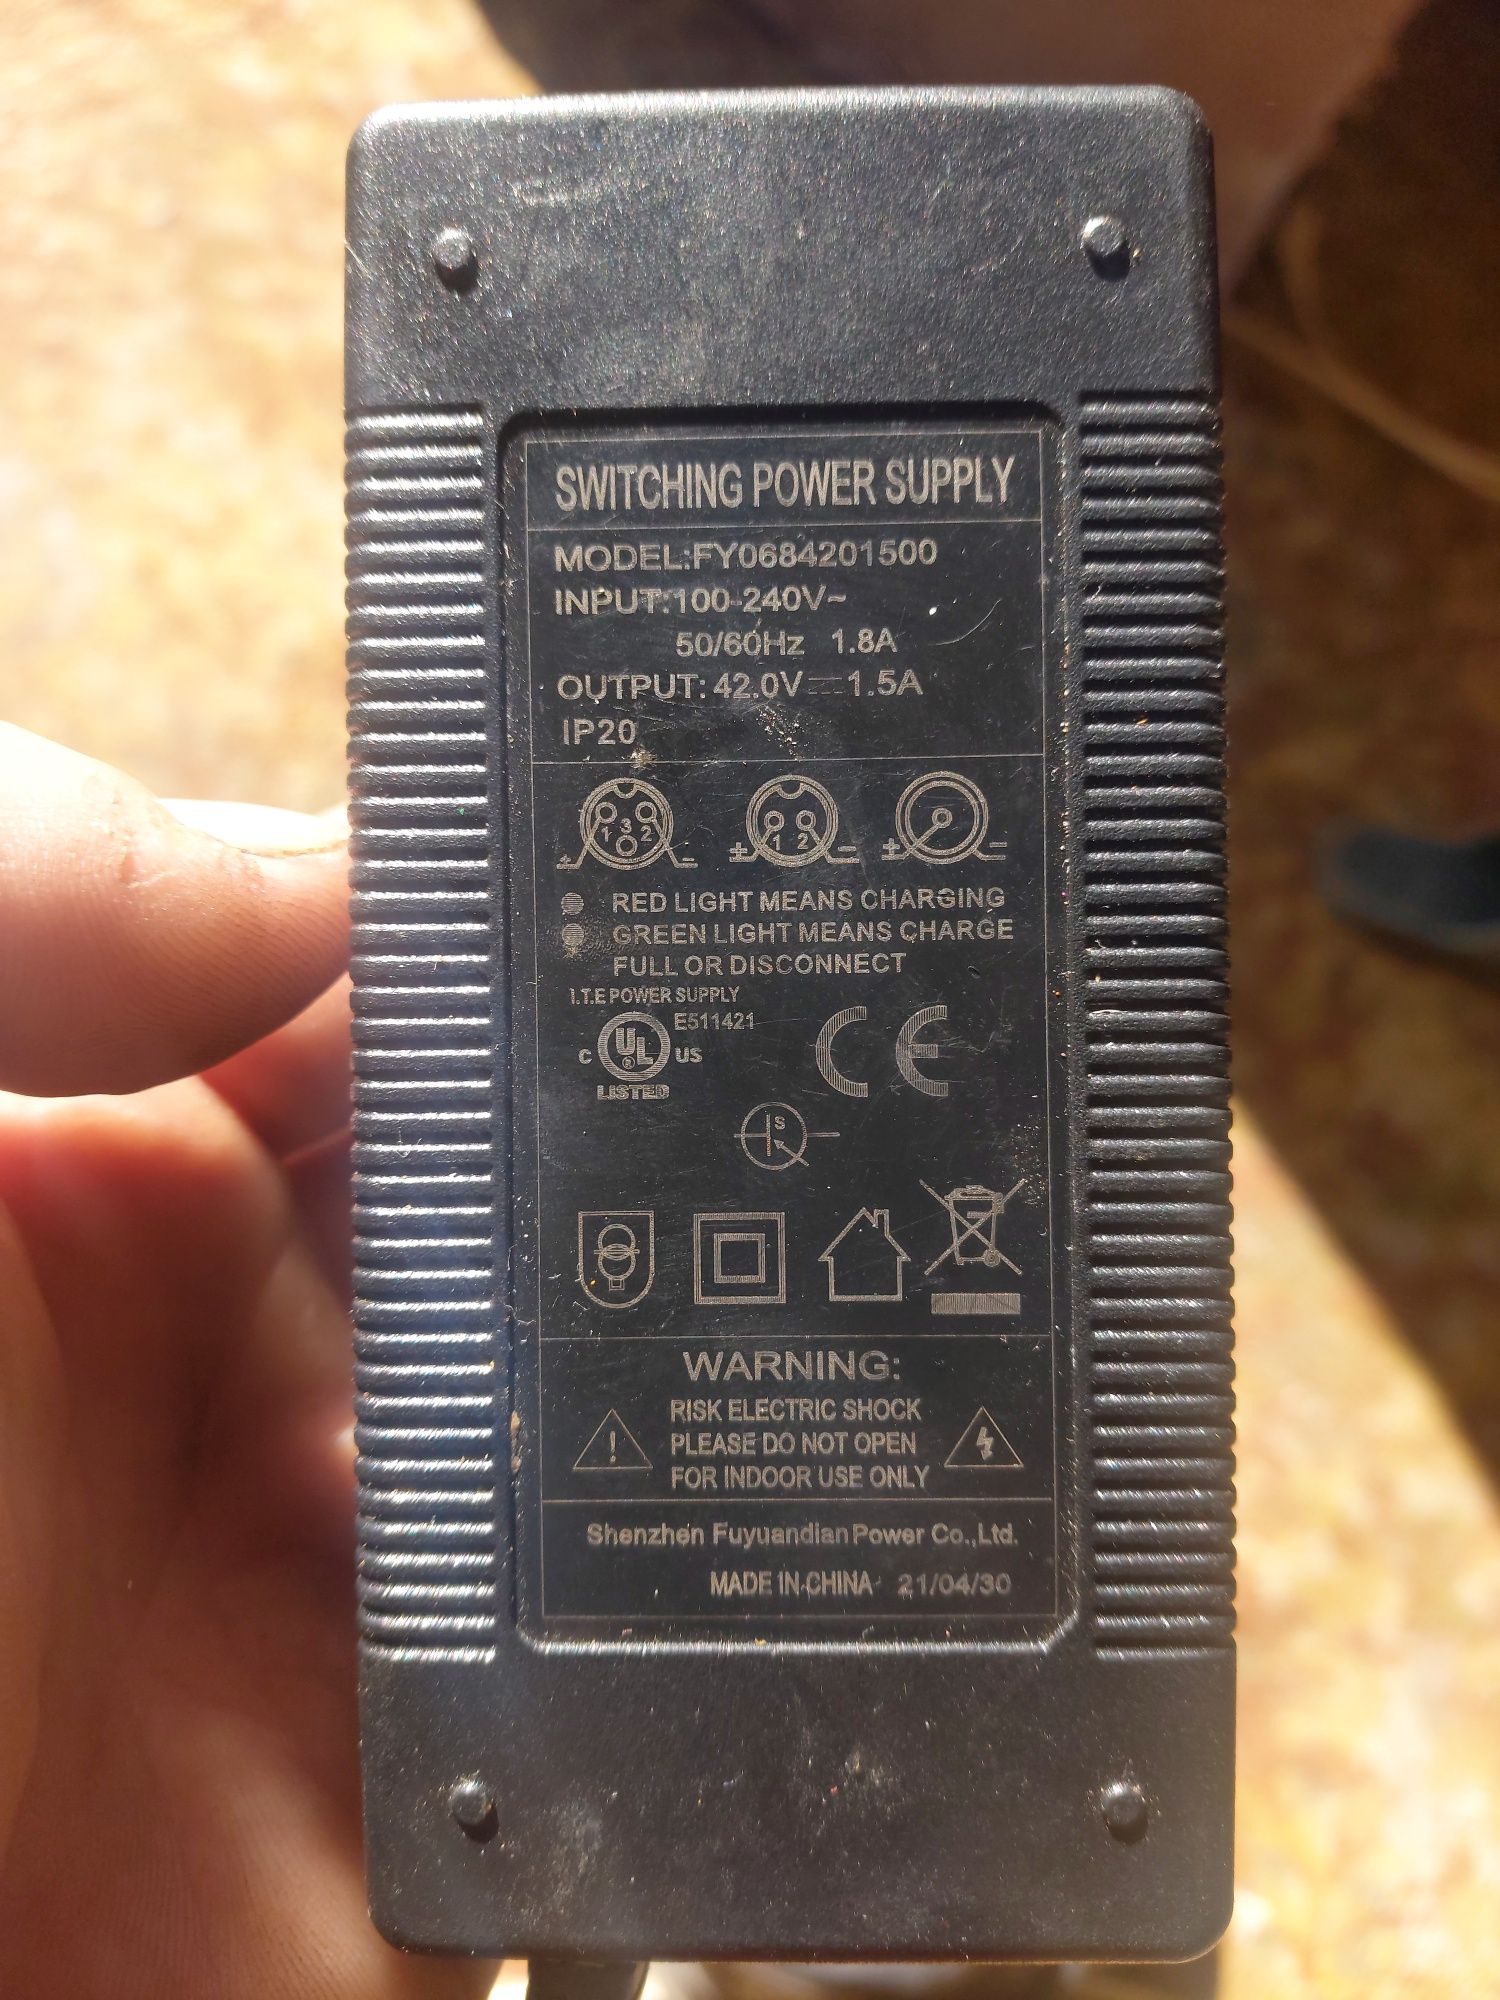 SWITCHING POWER SUPPLY
MODEL:FY0684201500
INPUT:100-240V~
50/60Hz 1.8A
OUTPUT: 42.0V⎓1.5A
IP20
1 3 2
+ -
1 2
+ -
+ -
RED LIGHT MEANS CHARGING
GREEN LIGHT MEANS CHARGE
FULL OR DISCONNECT
I.T.E POWER SUPPLY
E511421
C UL ® US
LISTED
CE
S
WARNING:
RISK ELECTRIC SHOCK
PLEASE DO NOT OPEN
FOR INDOOR USE ONLY
!
Shenzhen Fuyuandian Power Co.,Ltd.
MADE IN CHINA 21/04/30